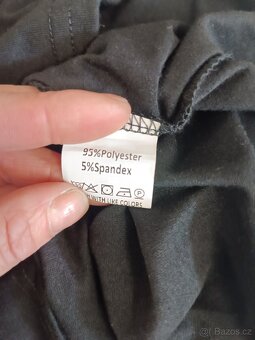 95%Polyester
5%Spandex
WITH LIKE COLORS
Bazos.cz